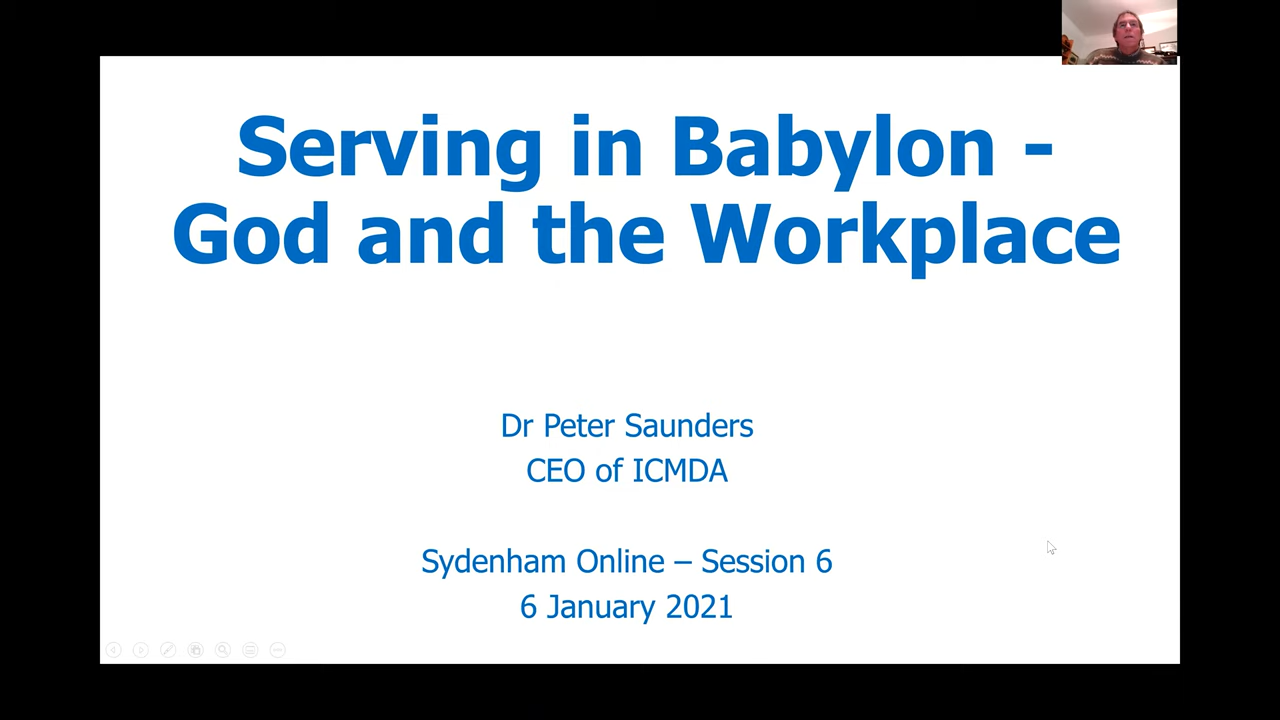 Serving in Babylon -
God and the Workplace
Dr Peter Saunders
CEO of ICMDA
Sydenham Online – Session 6
6 January 2021